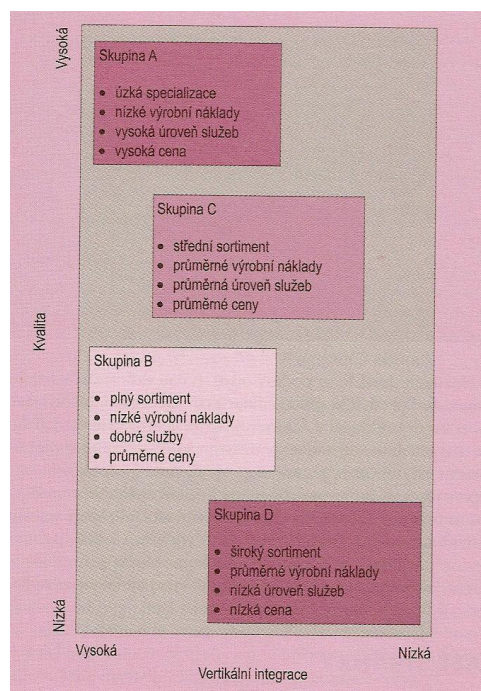 Vysoká
Skupina A
• úzká specializace
• nízké výrobní náklady
• vysoká úroveň služeb
• vysoká cena
Skupina C
• střední sortiment
• průměrné výrobní náklady
• průměrná úroveň služeb
• průměrné ceny
Kvalita
Skupina B
• plný sortiment
• nízké výrobní náklady
• dobré služby
• průměrné ceny
Skupina D
• široký sortiment
• průměrné výrobní náklady
• nízká úroveň služeb
• nízká cena
Nízká
Vysoká
Nízká
Vertikální integrace